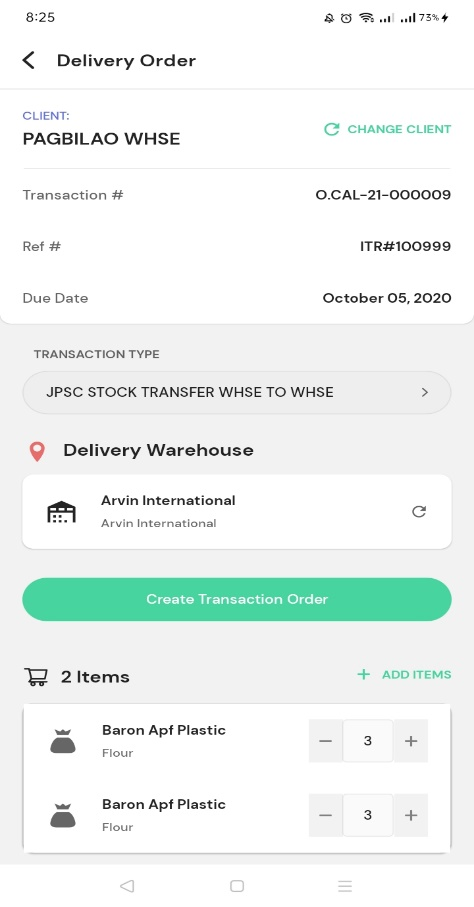 8:25
73%
Delivery Order
CLIENT:
PAGBILAO WHSE
CHANGE CLIENT
Transaction #
O.CAL-21-000009
Ref #
ITR#100999
Due Date
October 05, 2020
TRANSACTION TYPE
JPSC STOCK TRANSFER WHSE TO WHSE
Delivery Warehouse
Arvin International
Arvin International
Create Transaction Order
2 Items
+ ADD ITEMS
Baron Apf Plastic
Flour
− 3 +
Baron Apf Plastic
Flour
− 3 +